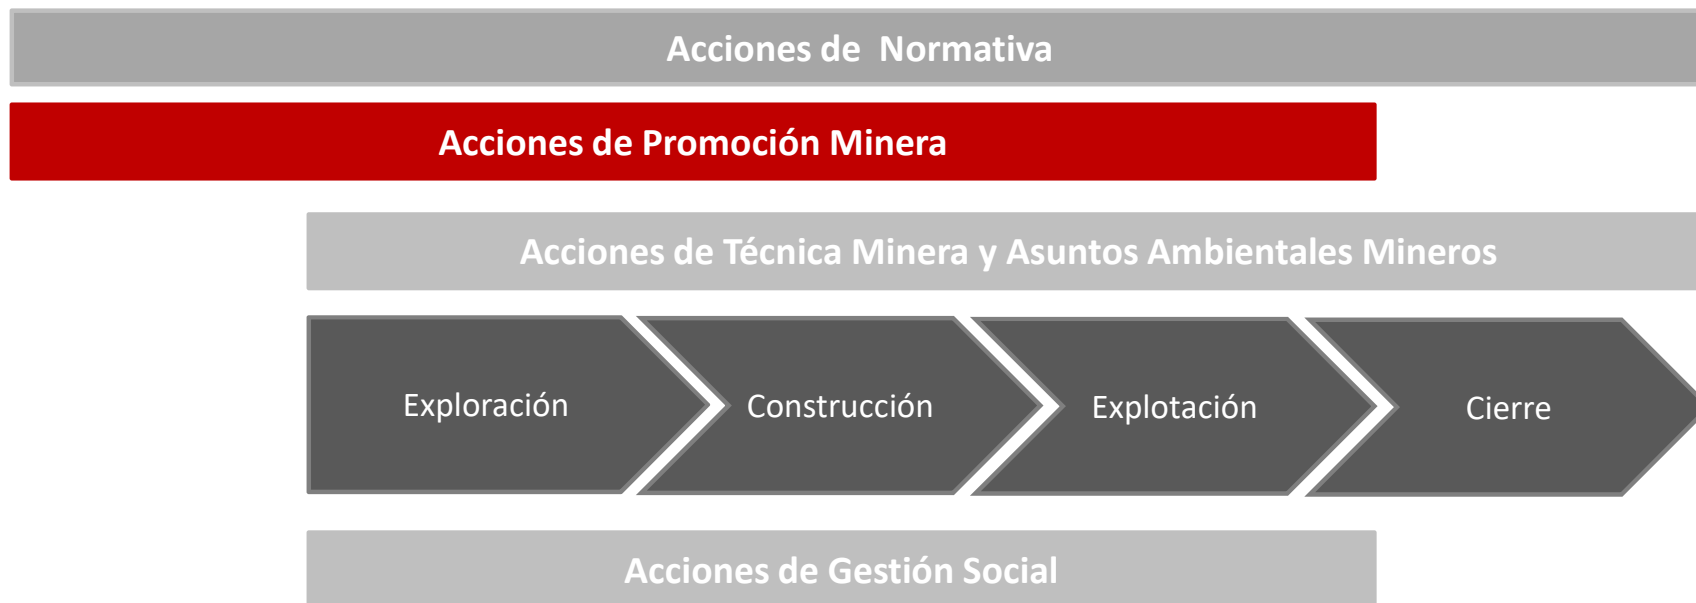 Acciones de  Normativa
Acciones de Promoción Minera
Acciones de Técnica Minera y Asuntos Ambientales Mineros
Exploración
Construcción
Explotación
Cierre
Acciones de Gestión Social